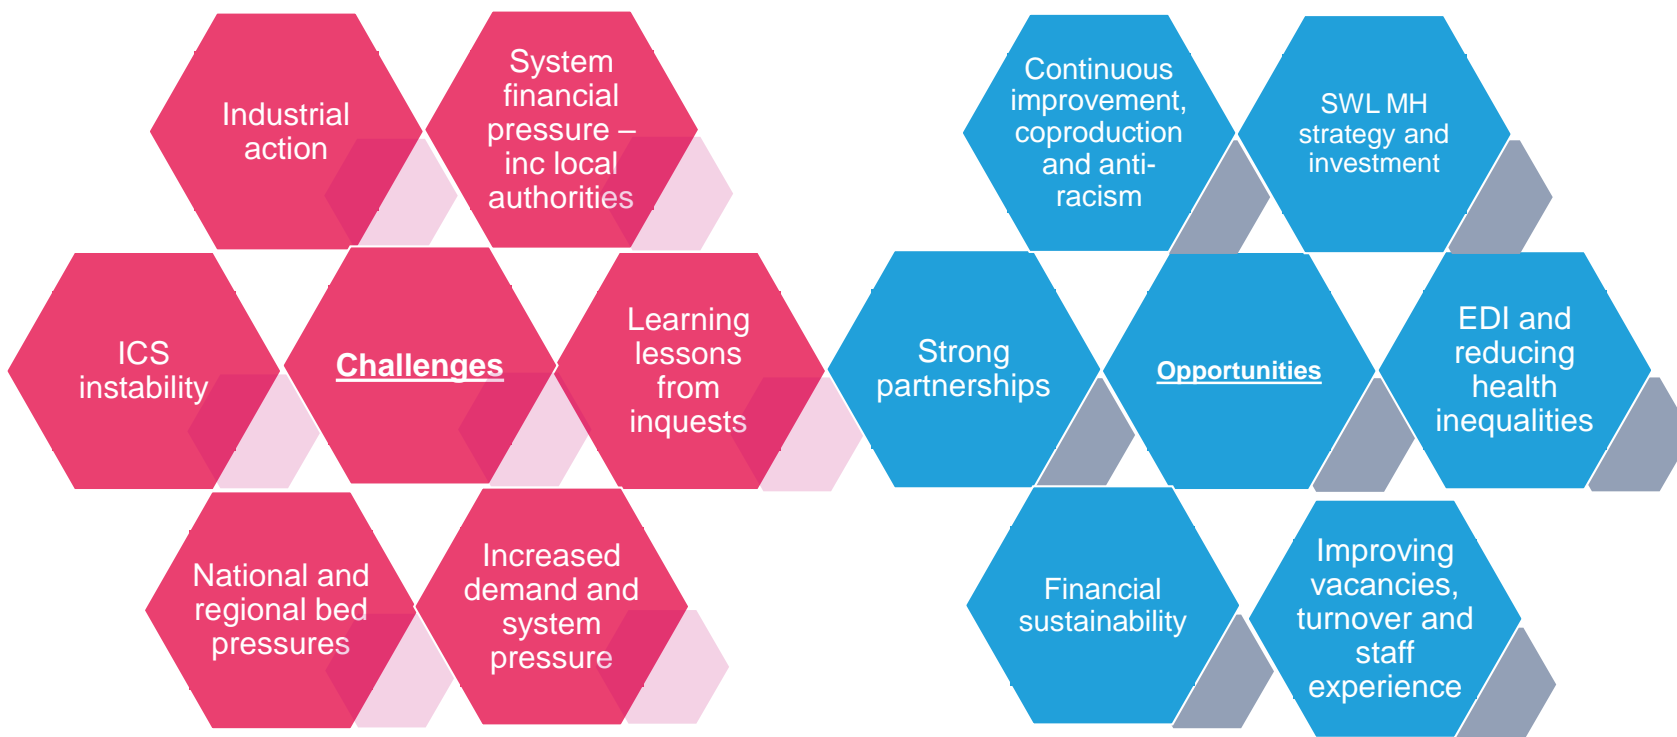 Industrial
action
System
financial
pressure –
inc local
authorities
ICS
instability
Challenges
Learning
lessons
from
inquests
National and
regional bed
pressures
Increased
demand and
system
pressure
Continuous
improvement,
coproduction
and anti-
racism
SWL MH
strategy and
investment
Strong
partnerships
Opportunities
EDI and
reducing
health
inequalities
Financial
sustainability
Improving
vacancies,
turnover and
staff
experience